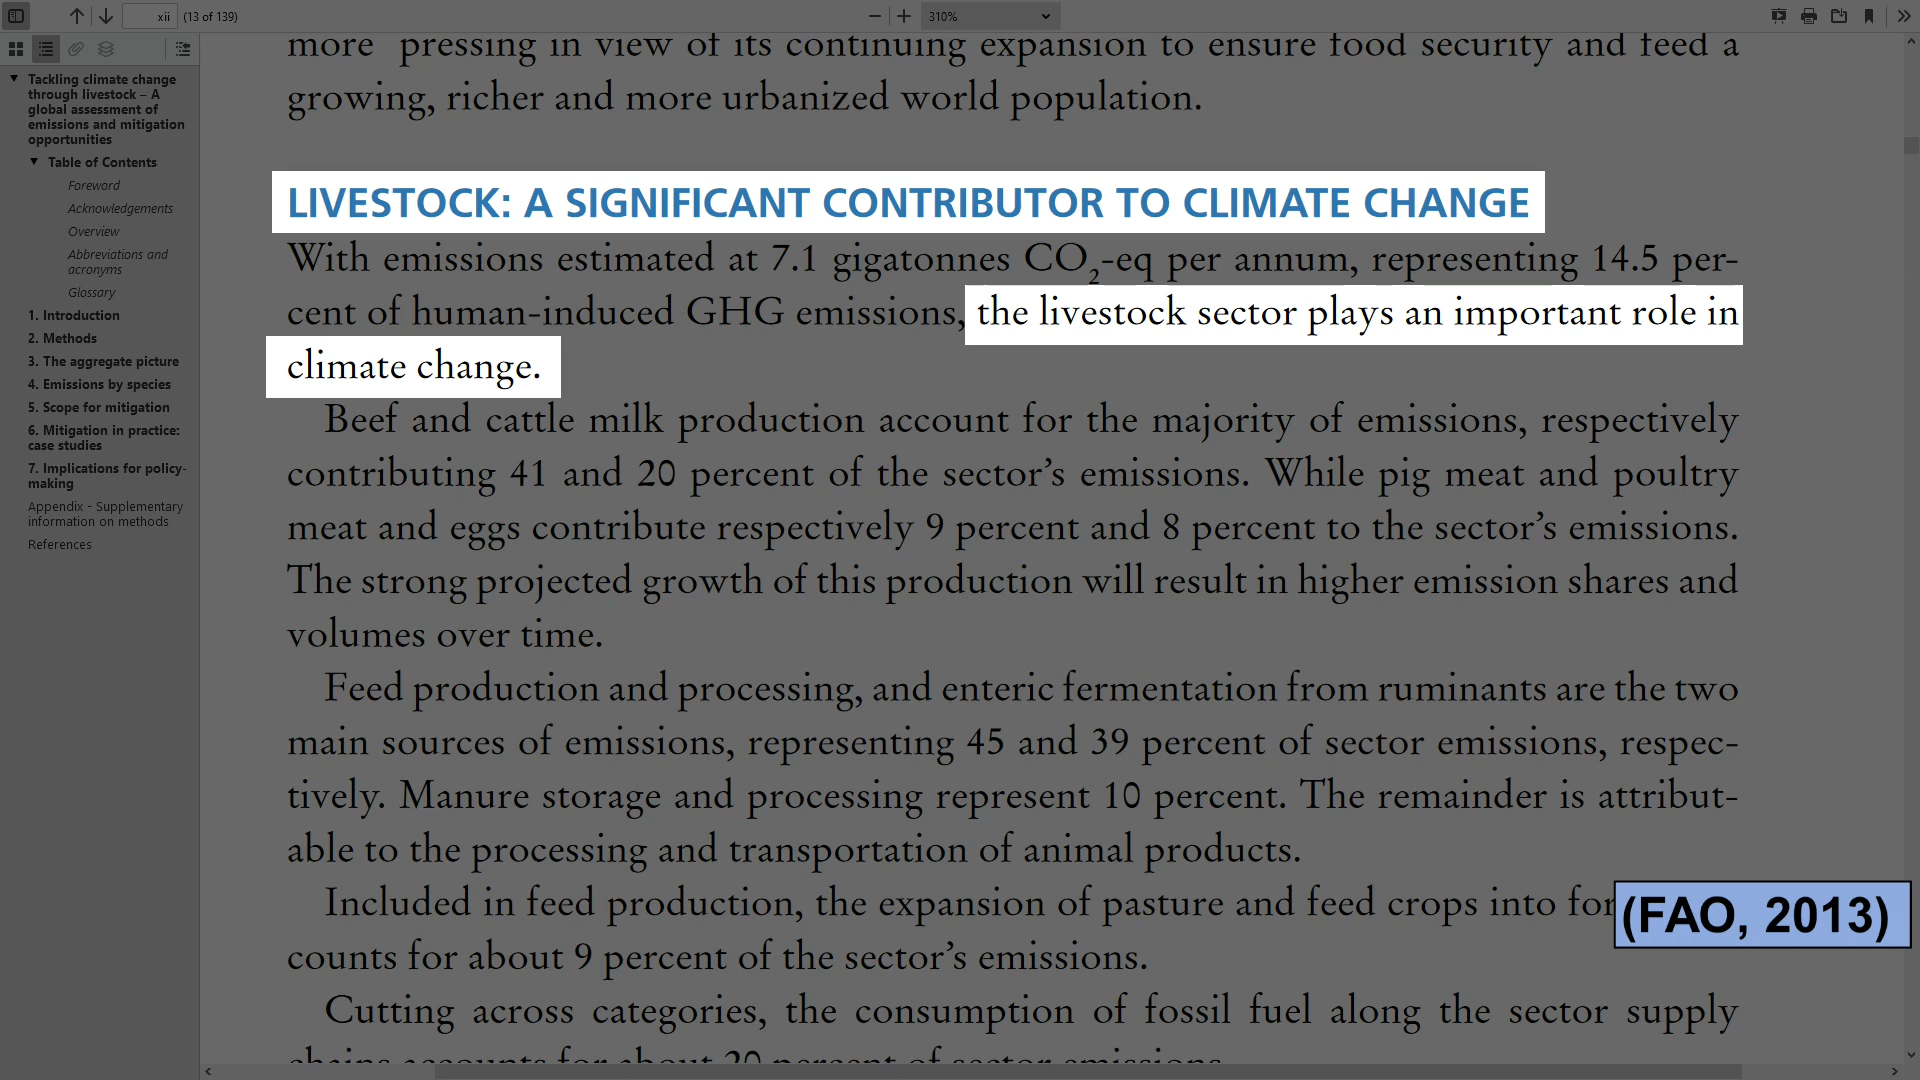 xii (13 of 139)
310%
Tackling climate change
through livestock – A
global assessment of
emissions and mitigation
opportunities
Table of Contents
Foreword
Acknowledgements
Overview
Abbreviations and
acronyms
Glossary
1. Introduction
2. Methods
3. The aggregate picture
4. Emissions by species
5. Scope for mitigation
6. Mitigation in practice:
case studies
7. Implications for policy-
making
Appendix - Supplementary
information on methods
References
more pressing in view of its continuing expansion to ensure food security and feed a
growing, richer and more urbanized world population.
LIVESTOCK: A SIGNIFICANT CONTRIBUTOR TO CLIMATE CHANGE
With emissions estimated at 7.1 gigatonnes CO₂-eq per annum, representing 14.5 per-
cent of human-induced GHG emissions, the livestock sector plays an important role in
climate change.
Beef and cattle milk production account for the majority of emissions, respectively
contributing 41 and 20 percent of the sector’s emissions. While pig meat and poultry
meat and eggs contribute respectively 9 percent and 8 percent to the sector’s emissions.
The strong projected growth of this production will result in higher emission shares and
volumes over time.
Feed production and processing, and enteric fermentation from ruminants are the two
main sources of emissions, representing 45 and 39 percent of sector emissions, respec-
tively. Manure storage and processing represent 10 percent. The remainder is attribut-
able to the processing and transportation of animal products.
Included in feed production, the expansion of pasture and feed crops into for
(FAO, 2013)
counts for about 9 percent of the sector’s emissions.
Cutting across categories, the consumption of fossil fuel along the sector supply
chains accounts for about 20 percent of sector emissions.